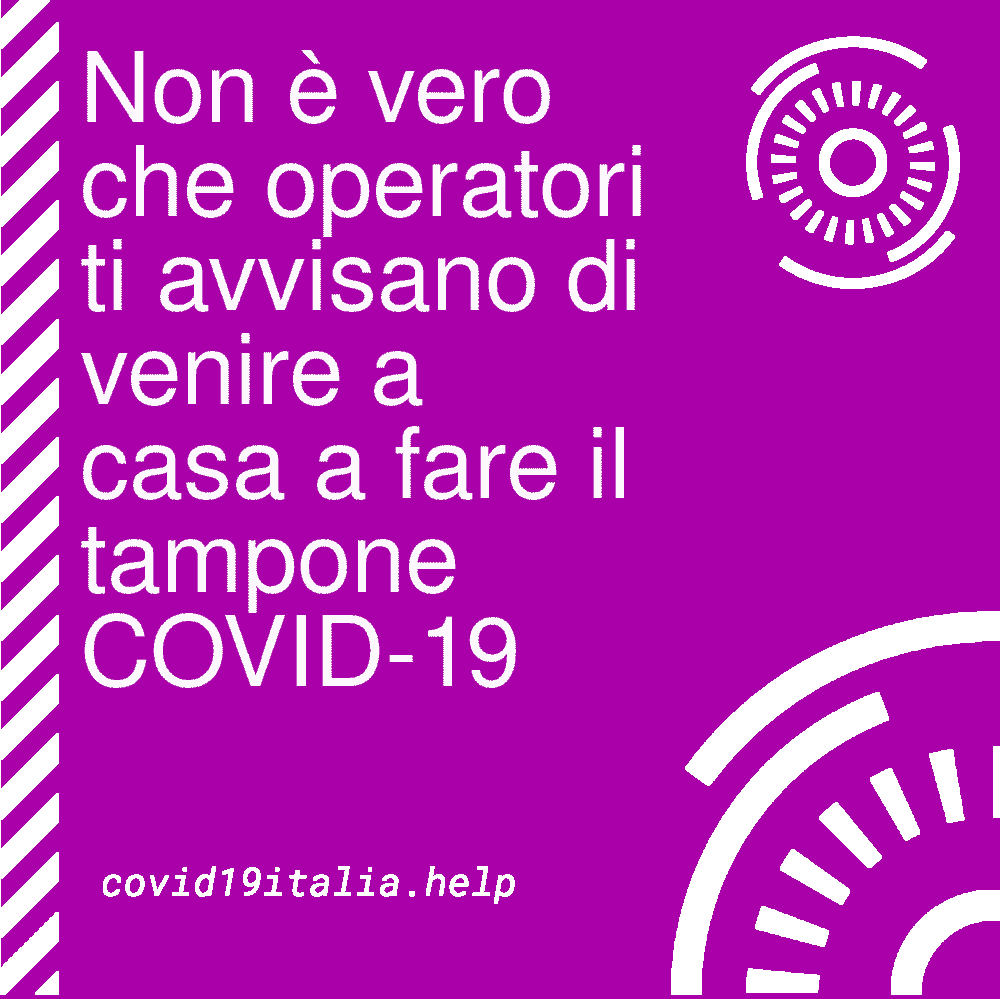 Non è vero
che operatori
ti avvisano di
venire a
casa a fare il
tampone
COVID-19
covid19italia.help